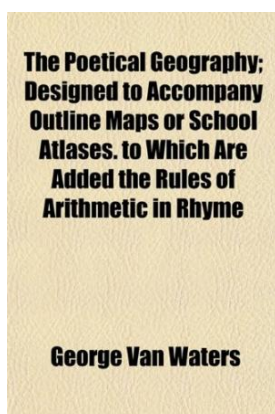 The Poetical Geography;
Designed to Accompany
Outline Maps or School
Atlases. to Which Are
Added the Rules of
Arithmetic in Rhyme
George Van Waters